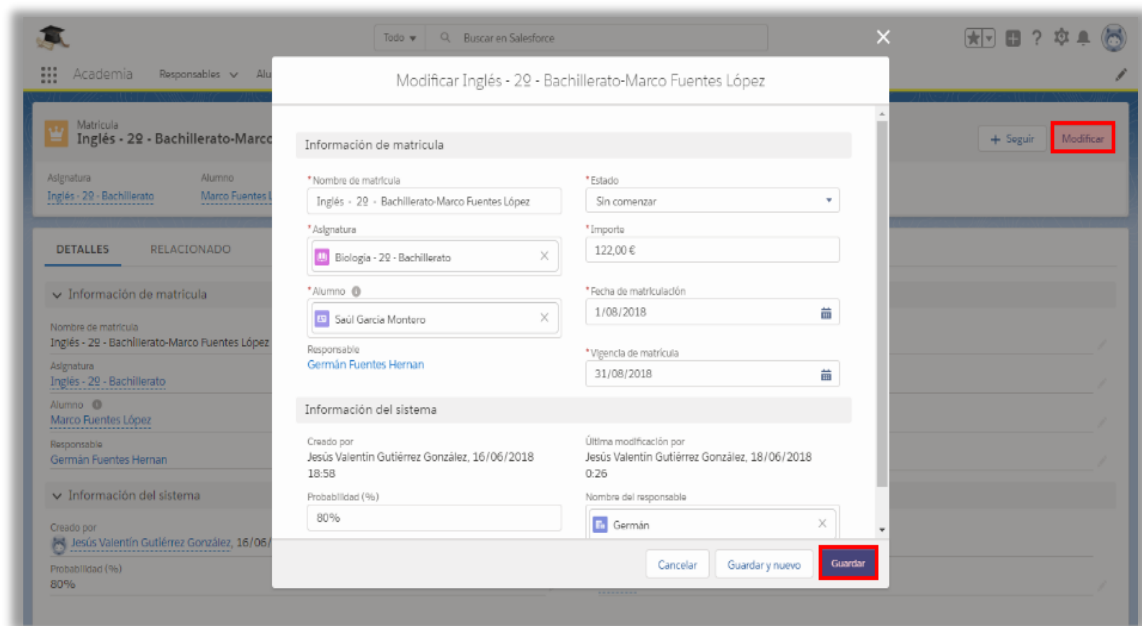 Todo
Buscar en Salesforce
Academia
Responsables
Alu
Modificar Inglés - 2º - Bachillerato-Marco Fuentes López
Matrícula
Inglés - 2º - Bachillerato-Marco
Seguir
Modificar
Asignatura
Alumno
Inglés - 2º - Bachillerato
Marco Fuentes L
DETALLES
RELACIONADO
Información de matrícula
Nombre de matrícula
Inglés - 2º - Bachillerato-Marco Fuentes López
Asignatura
Inglés - 2º - Bachillerato
Alumno
Marco Fuentes López
Responsable
Germán Fuentes Hernan
Información del sistema
Creado por
Jesús Valentín Gutiérrez González, 16/06/
Probabilidad (%)
80%
Información de matrícula
*Nombre de matrícula
Inglés - 2º - Bachillerato-Marco Fuentes López
*Estado
Sin comenzar
*Asignatura
Biología - 2º - Bachillerato
*Importe
122,00 €
*Alumno
Saúl García Montero
*Fecha de matriculación
1/08/2018
Responsable
Germán Fuentes Hernan
*Vigencia de matrícula
31/08/2018
Información del sistema
Creado por
Jesús Valentín Gutiérrez González, 16/06/2018
18:58
Última modificación por
Jesús Valentín Gutiérrez González, 18/06/2018
0:26
Probabilidad (%)
80%
Nombre del responsable
Germán
Cancelar
Guardar y nuevo
Guardar